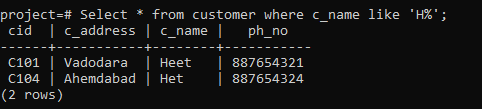 project=# Select * from customer where c_name like 'H%';
 cid  | c_address | c_name |   ph_no
------+-----------+--------+-----------
 C101 | Vadodara  | Heet   | 887654321
 C104 | Ahemdabad | Het    | 887654324
(2 rows)